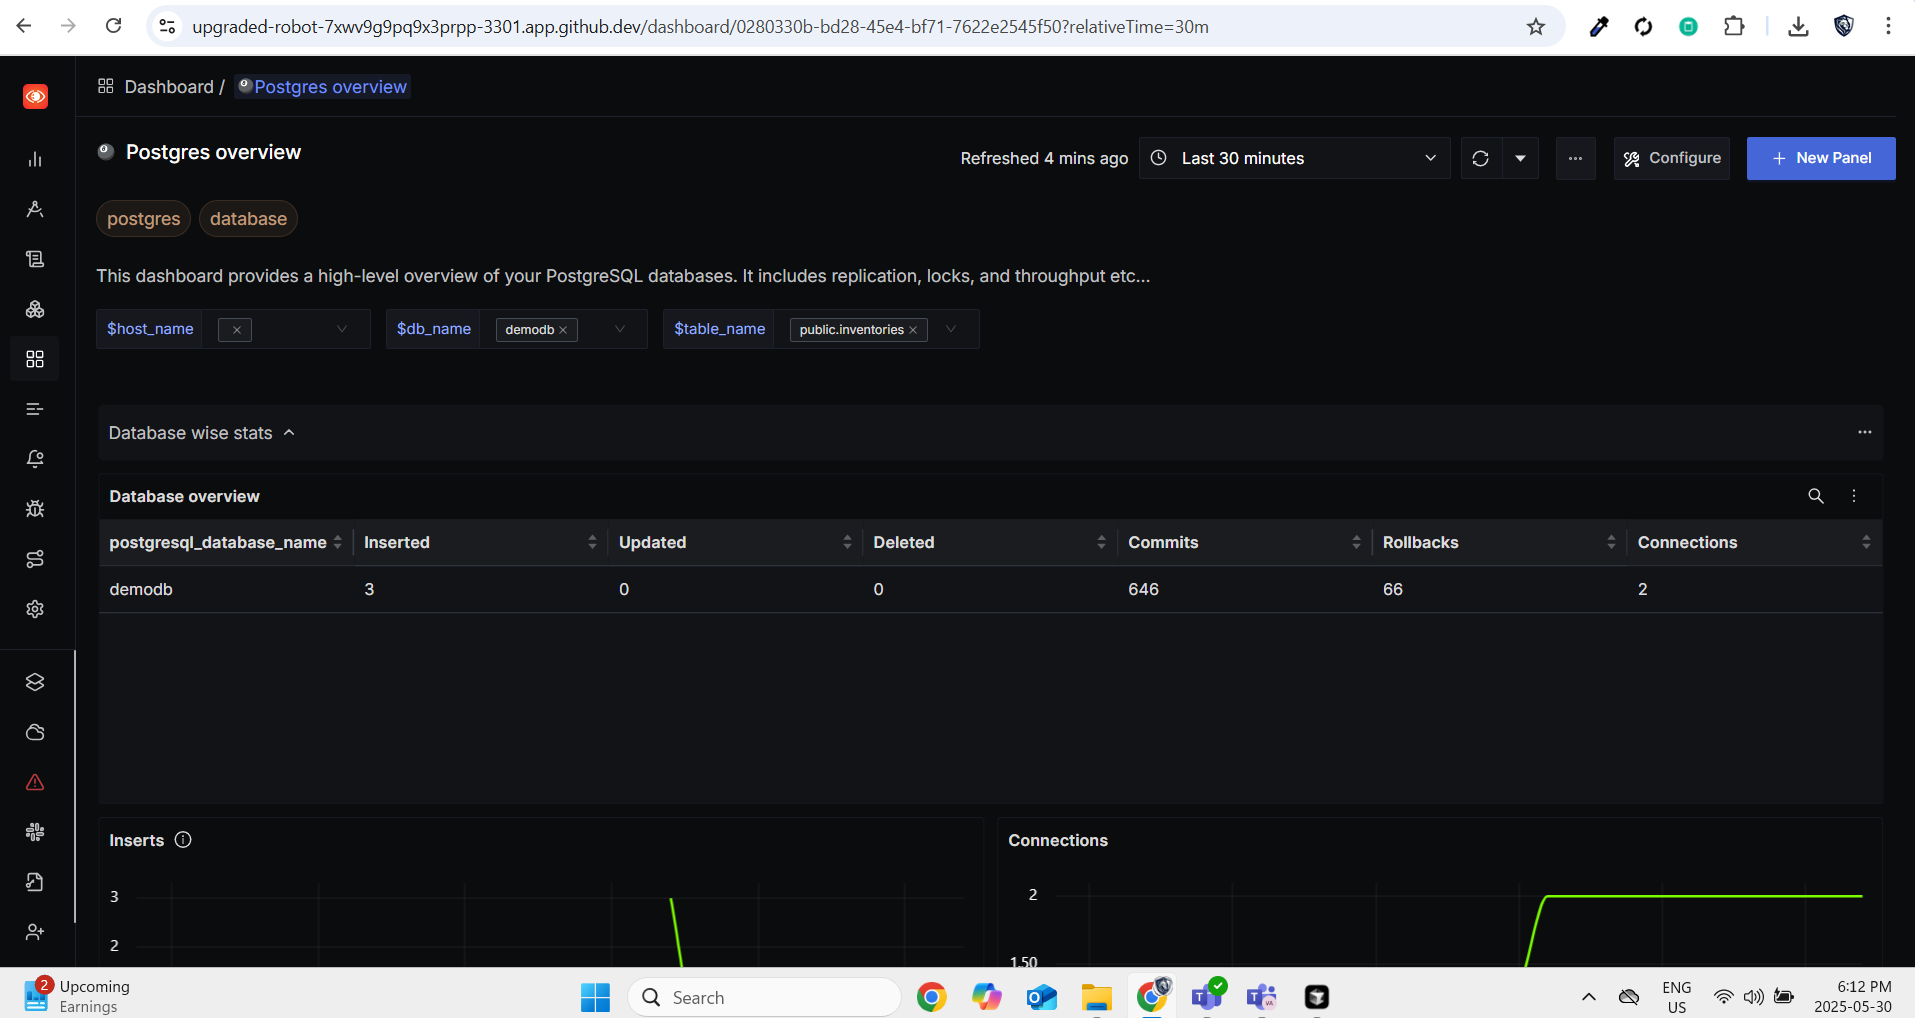 upgraded-robot-7xwv9g9pq9x3prpp-3301.app.github.dev/dashboard/0280330b-bd28-45e4-bf71-7622e2545f50?relativeTime=30m
Dashboard / Postgres overview
Postgres overview
Refreshed 4 mins ago Last 30 minutes Configure + New Panel
postgres database
This dashboard provides a high-level overview of your PostgreSQL databases. It includes replication, locks, and throughput etc...
$host_name $db_name demodb $table_name public.inventories
Database wise stats
Database overview
postgresql_database_name Inserted Updated Deleted Commits Rollbacks Connections
demodb 3 0 0 646 66 2
Inserts
3
2
Connections
2
1.50
2 Upcoming
Earnings
Search
ENG
US
6:12 PM
2025-05-30